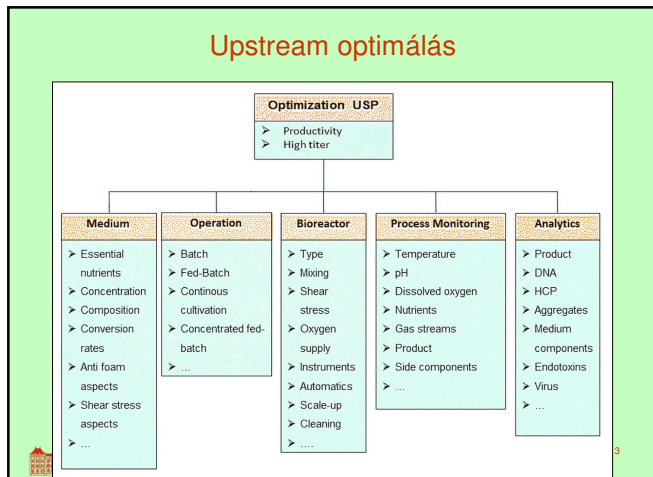 Upstream optimálás
Optimization USP
➢ Productivity
➢ High titer
Medium
➢ Essential
nutrients
➢ Concentration
➢ Composition
➢ Conversion
rates
➢ Anti foam
aspects
➢ Shear stress
aspects
➢ ...
Operation
➢ Batch
➢ Fed-Batch
➢ Continous
cultivation
➢ Concentrated fed-
batch
➢ ...
Bioreactor
➢ Type
➢ Mixing
➢ Shear
stress
➢ Oxygen
supply
➢ Instruments
➢ Automatics
➢ Scale-up
➢ Cleaning
➢ ....
Process Monitoring
➢ Temperature
➢ pH
➢ Dissolved oxygen
➢ Nutrients
➢ Gas streams
➢ Product
➢ Side components
➢ ...
Analytics
➢ Product
➢ DNA
➢ HCP
➢ Aggregates
➢ Medium
components
➢ Endotoxins
➢ Virus
➢ ...
3